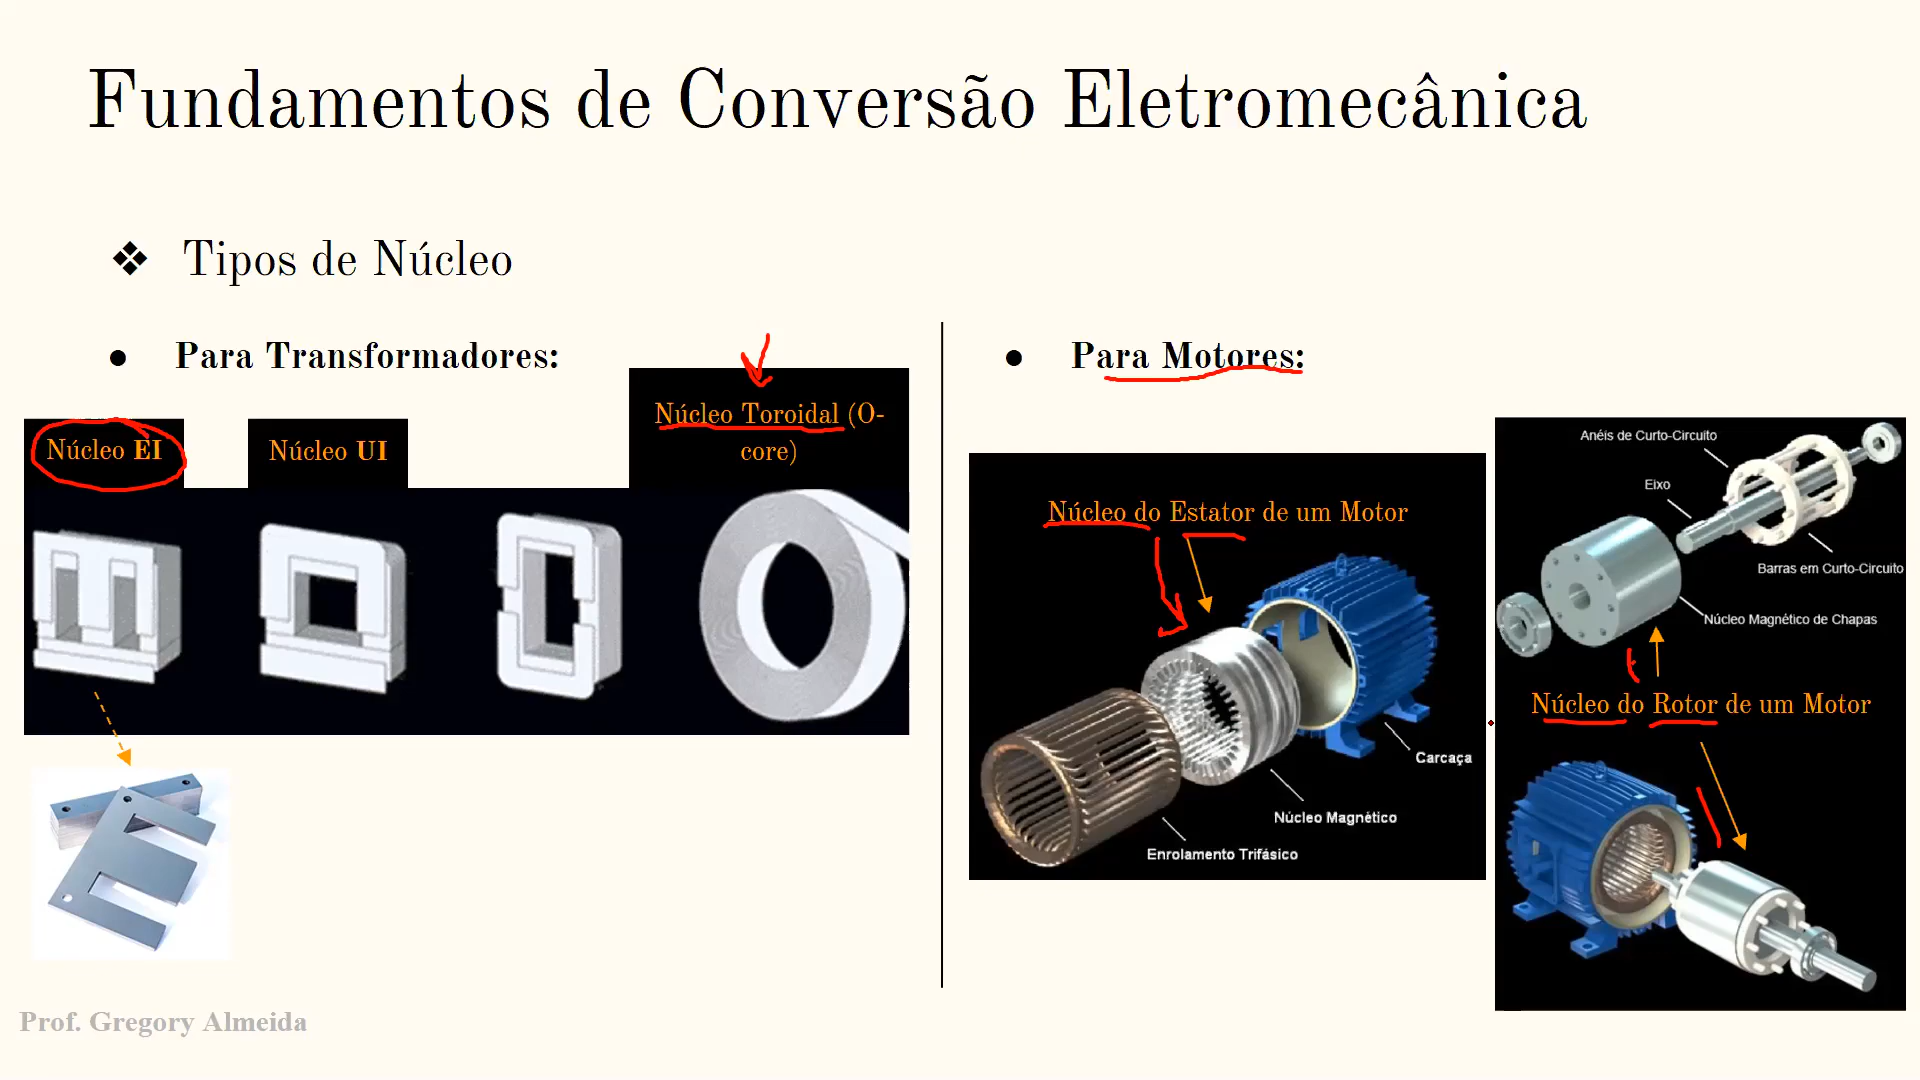 Fundamentos de Conversão Eletromecânica
❖ Tipos de Núcleo
● Para Transformadores:
Núcleo EI
Núcleo UI
Núcleo Toroidal (O-
core)
● Para Motores:
Núcleo do Estator de um Motor
Carcaça
Núcleo Magnético
Enrolamento Trifásico
Anéis de Curto-Circuito
Eixo
Barras em Curto-Circuito
Núcleo Magnético de Chapas
Núcleo do Rotor de um Motor
Prof. Gregory Almeida